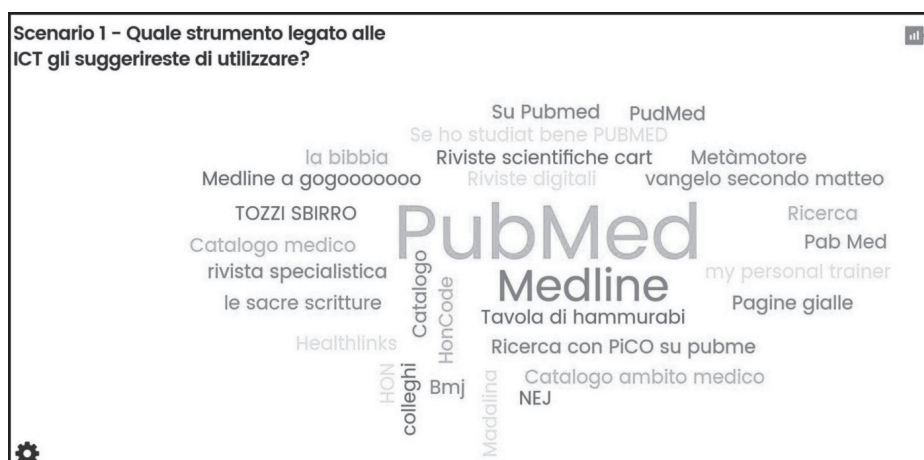 Scenario 1 - Quale strumento legato alle
ICT gli suggerireste di utilizzare?
Su Pubmed
PudMed
Se ho studiat bene PUBMED
la bibbia
Riviste scientifiche cart
Metàmotore
Medline a gogooooooo
Riviste digitali
vangelo secondo matteo
TOZZI SBIRRO
PubMed
Ricerca
Catalogo medico
Pab Med
rivista specialistica
Catalogo
Medline
my personal trainer
le sacre scritture
HonCode
Tavola di hammurabi
Pagine gialle
Healthlinks
Ricerca con PiCO su pubme
HON
colleghi
Bmj
Madalina
Catalogo ambito medico
NEJ